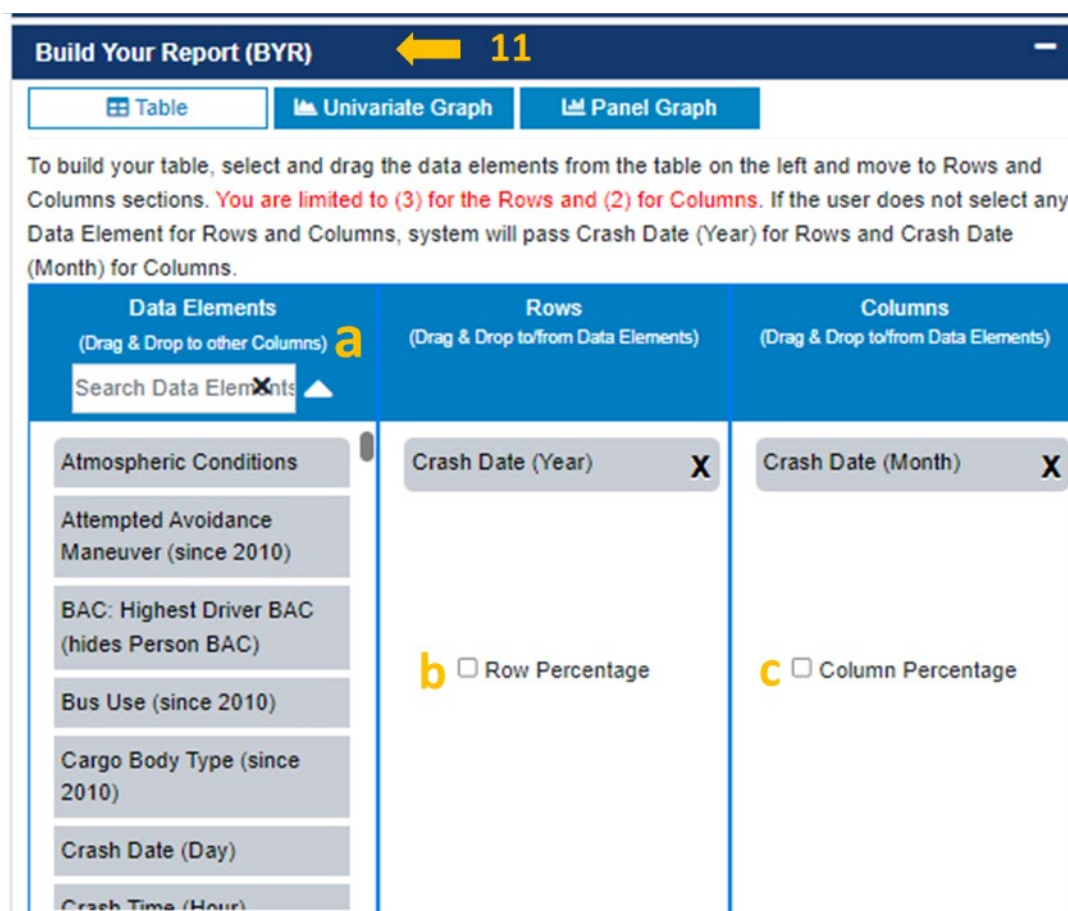 Build Your Report (BYR)
11
Table
Univariate Graph
Panel Graph
To build your table, select and drag the data elements from the table on the left and move to Rows and
Columns sections. You are limited to (3) for the Rows and (2) for Columns. If the user does not select any
Data Element for Rows and Columns, system will pass Crash Date (Year) for Rows and Crash Date
(Month) for Columns.
Data Elements
(Drag & Drop to other Columns)
a
Search Data Elements
X
Rows
(Drag & Drop to/from Data Elements)
Columns
(Drag & Drop to/from Data Elements)
Atmospheric Conditions
Attempted Avoidance
Maneuver (since 2010)
BAC: Highest Driver BAC
(hides Person BAC)
Bus Use (since 2010)
Cargo Body Type (since
2010)
Crash Date (Day)
Crash Time (Hour)
Crash Date (Year)
X
b
Row Percentage
Crash Date (Month)
X
c
Column Percentage